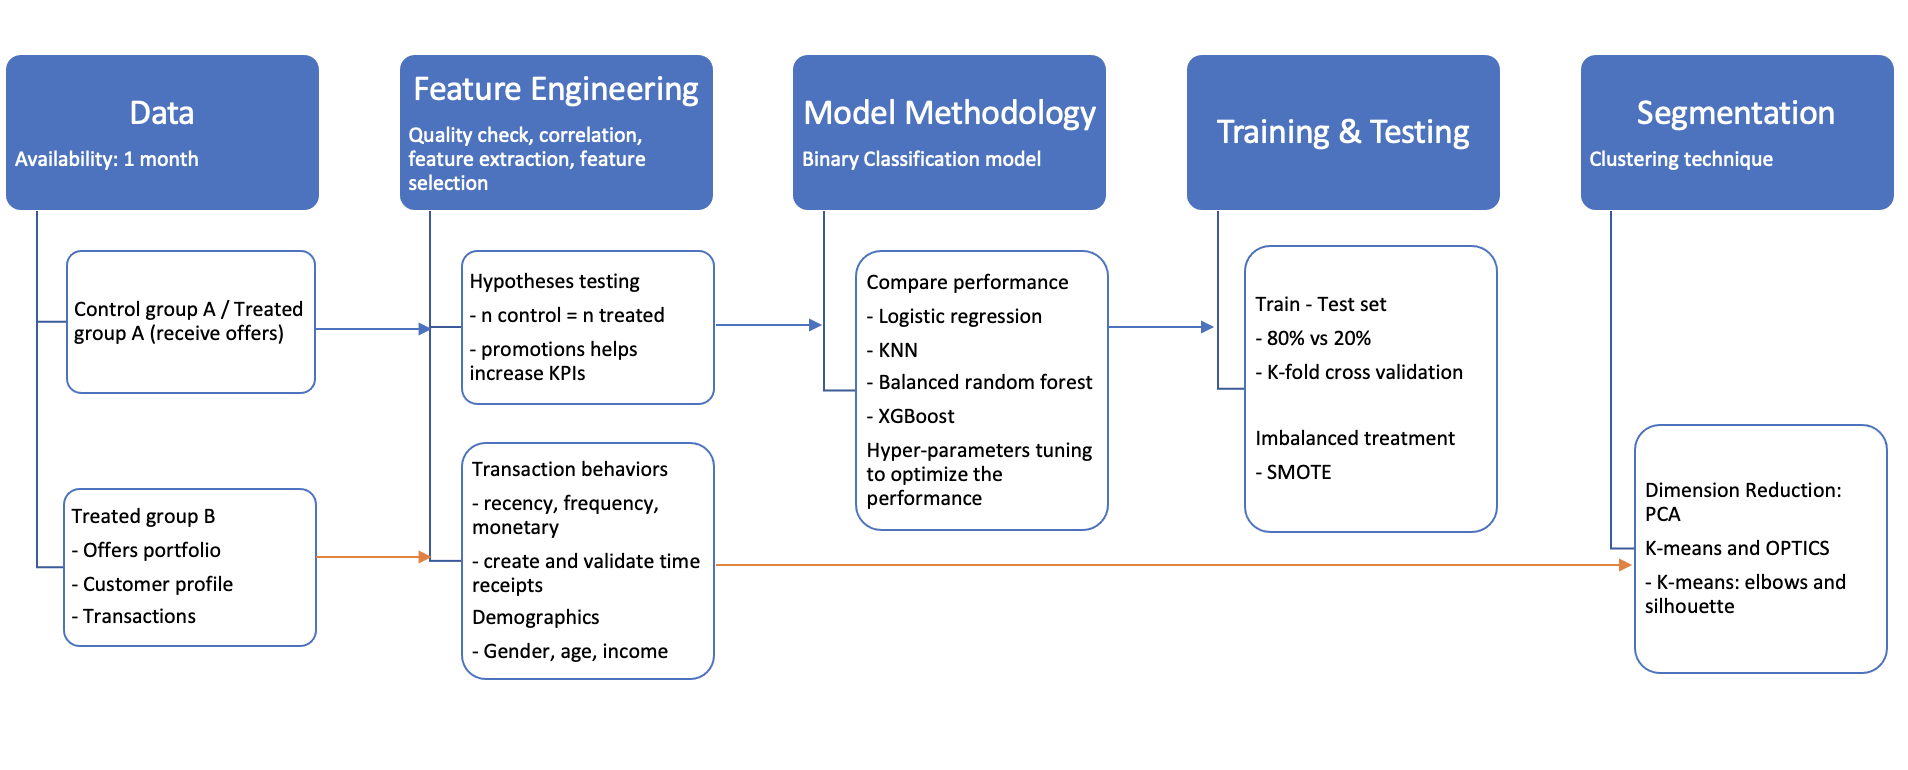 Data
Availability: 1 month
Control group A / Treated
group A (receive offers)
Treated group B
- Offers portfolio
- Customer profile
- Transactions
Feature Engineering
Quality check, correlation,
feature extraction, feature
selection
Hypotheses testing
- n control = n treated
- promotions helps
increase KPIs
Transaction behaviors
- recency, frequency,
monetary
- create and validate time
receipts
Demographics
- Gender, age, income
Model Methodology
Binary Classification model
Compare performance
- Logistic regression
- KNN
- Balanced random forest
- XGBoost
Hyper-parameters tuning
to optimize the
performance
Training & Testing
Train - Test set
- 80% vs 20%
- K-fold cross validation
Imbalanced treatment
- SMOTE
Segmentation
Clustering technique
Dimension Reduction:
PCA
K-means and OPTICS
- K-means: elbows and
silhouette